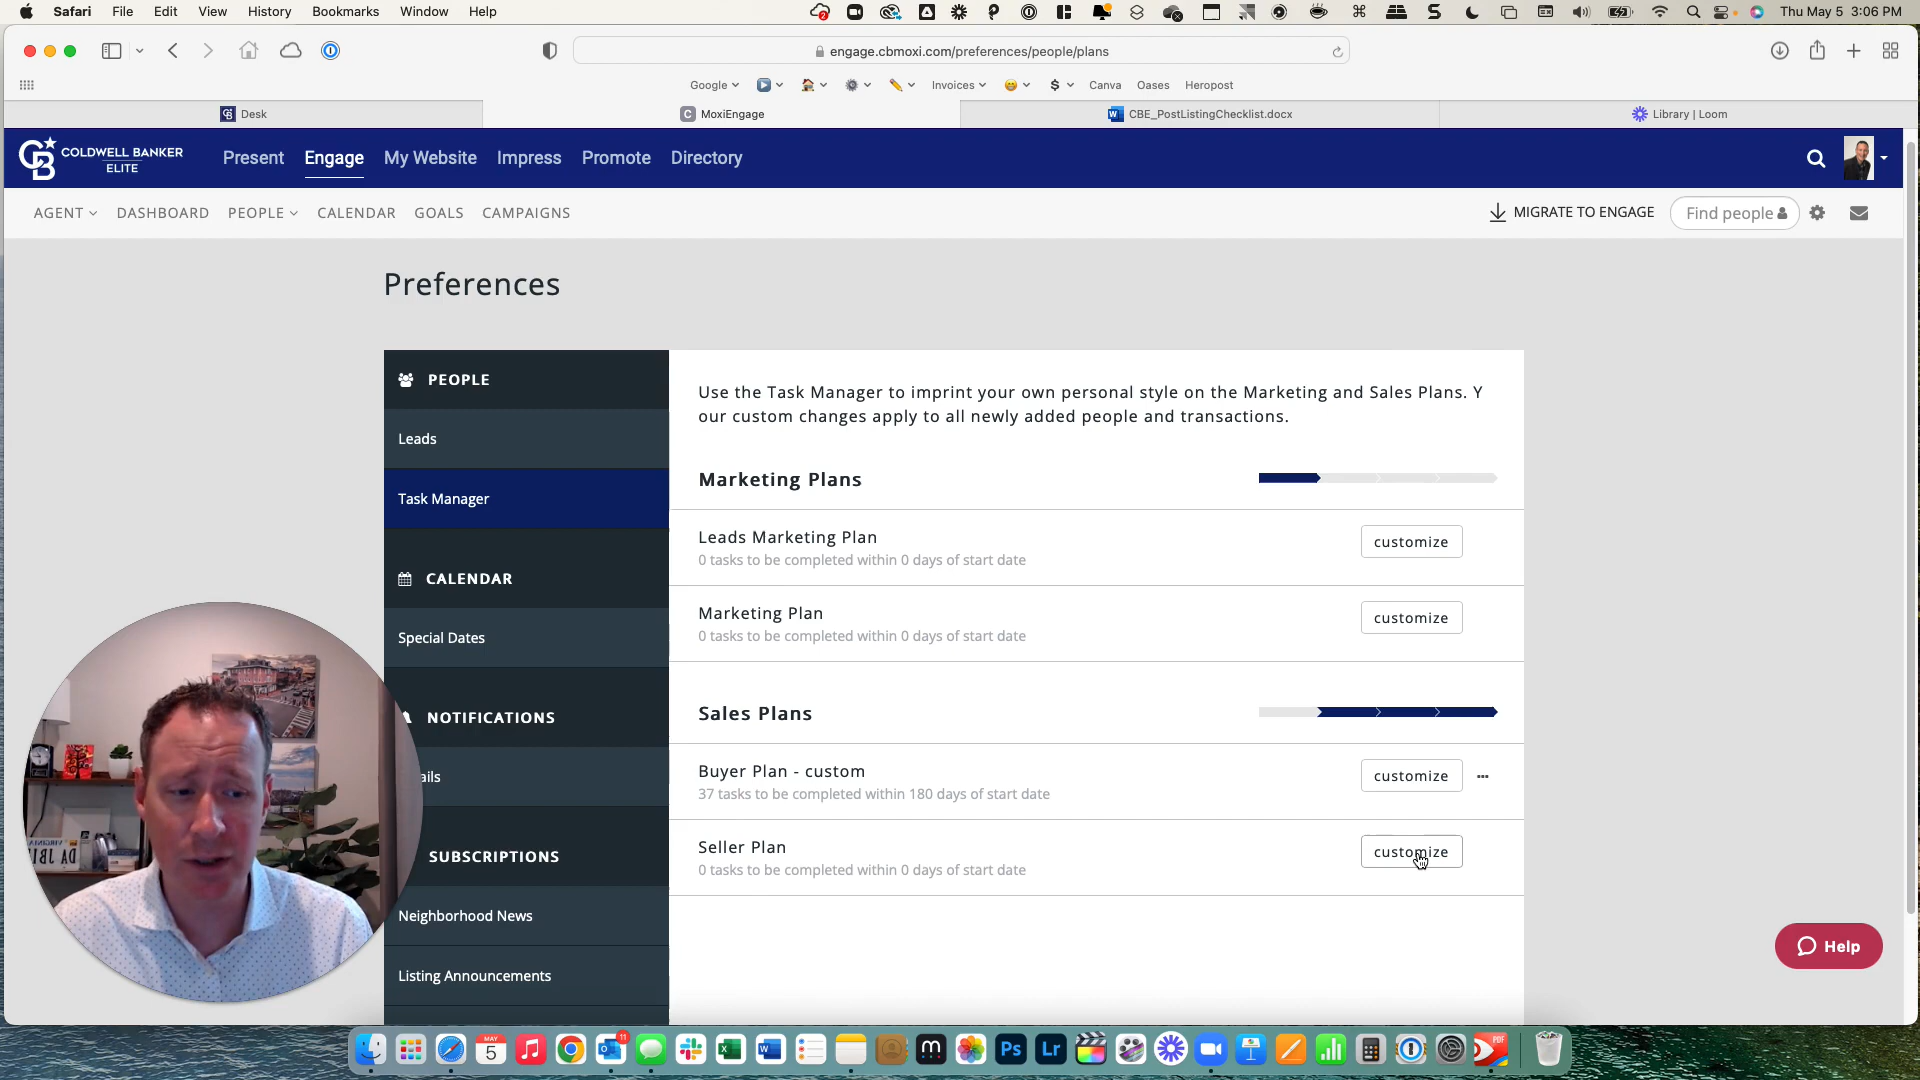 Safari File Edit View History Bookmarks Window Help
Thu May 5 3:06 PM
engage.cbmoxi.com/preferences/people/plans
Google Invoices $ Canva Oases Heropost
Desk
MoxiEngage
CBE_PostListingChecklist.docx
Library | Loom
COLDWELL BANKER
ELITE
Present Engage My Website Impress Promote Directory
AGENT DASHBOARD PEOPLE CALENDAR GOALS CAMPAIGNS
MIGRATE TO ENGAGE
Find people
Preferences
PEOPLE
Leads
Task Manager
CALENDAR
Special Dates
NOTIFICATIONS
ails
SUBSCRIPTIONS
Neighborhood News
Listing Announcements
Use the Task Manager to imprint your own personal style on the Marketing and Sales Plans. Y
our custom changes apply to all newly added people and transactions.
Marketing Plans
Leads Marketing Plan
0 tasks to be completed within 0 days of start date
customize
Marketing Plan
0 tasks to be completed within 0 days of start date
customize
Sales Plans
Buyer Plan - custom
37 tasks to be completed within 180 days of start date
customize
Seller Plan
0 tasks to be completed within 0 days of start date
customize
Help
MAY
5
11
Ps
Lr
PDF